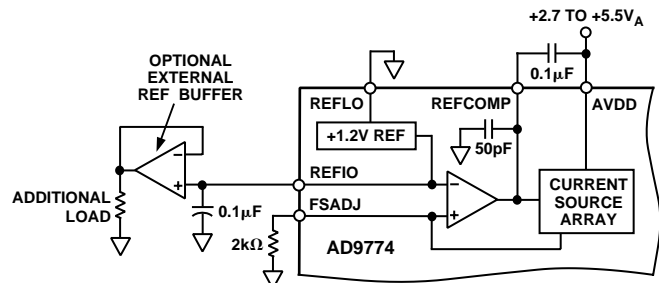 +2.7 TO +5.5VA
OPTIONAL
EXTERNAL
REF BUFFER
0.1µF
REFLO
REFCOMP
AVDD
+1.2V REF
50pF
–
+
REFIO
ADDITIONAL
LOAD
0.1µF
FSADJ
–
+
CURRENT
SOURCE
ARRAY
2kΩ
AD9774